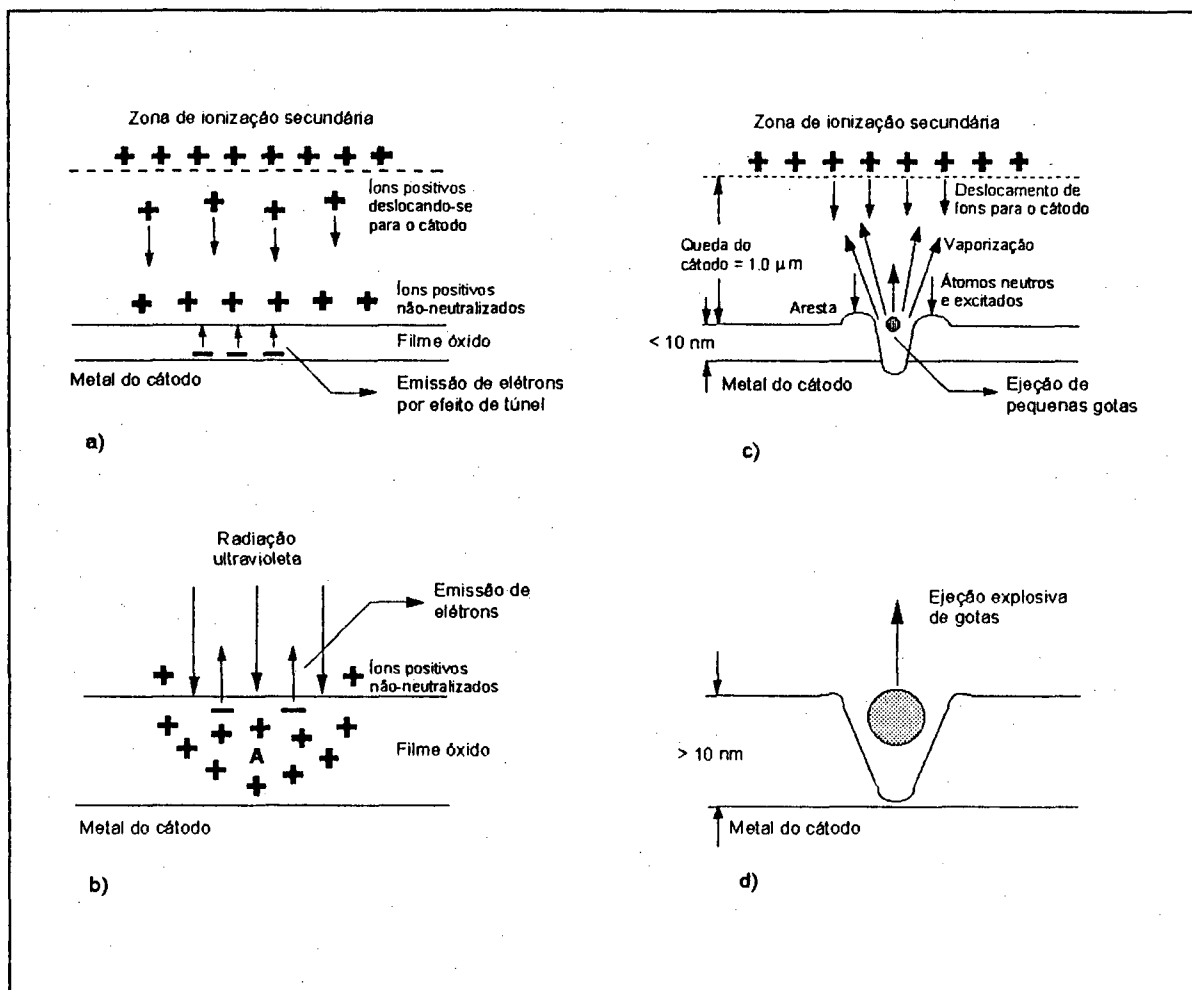 Zona de ionização secundária
Íons positivos
deslocando-se
para o cátodo
Íons positivos
não-neutralizados
Filme óxido
Metal do cátodo
Emissão de elétrons
por efeito de túnel
a)
Radiação
ultravioleta
Emissão de
elétrons
Íons positivos
não-neutralizados
A
Filme óxido
Metal do cátodo
b)
Zona de ionização secundária
Deslocamento de
íons para o cátodo
Queda do
cátodo = 1.0 µm
Vaporização
Átomos neutros
e excitados
Aresta
< 10 nm
Metal do cátodo
Ejeção de
pequenas gotas
c)
Ejeção explosiva
de gotas
> 10 nm
Metal do cátodo
d)